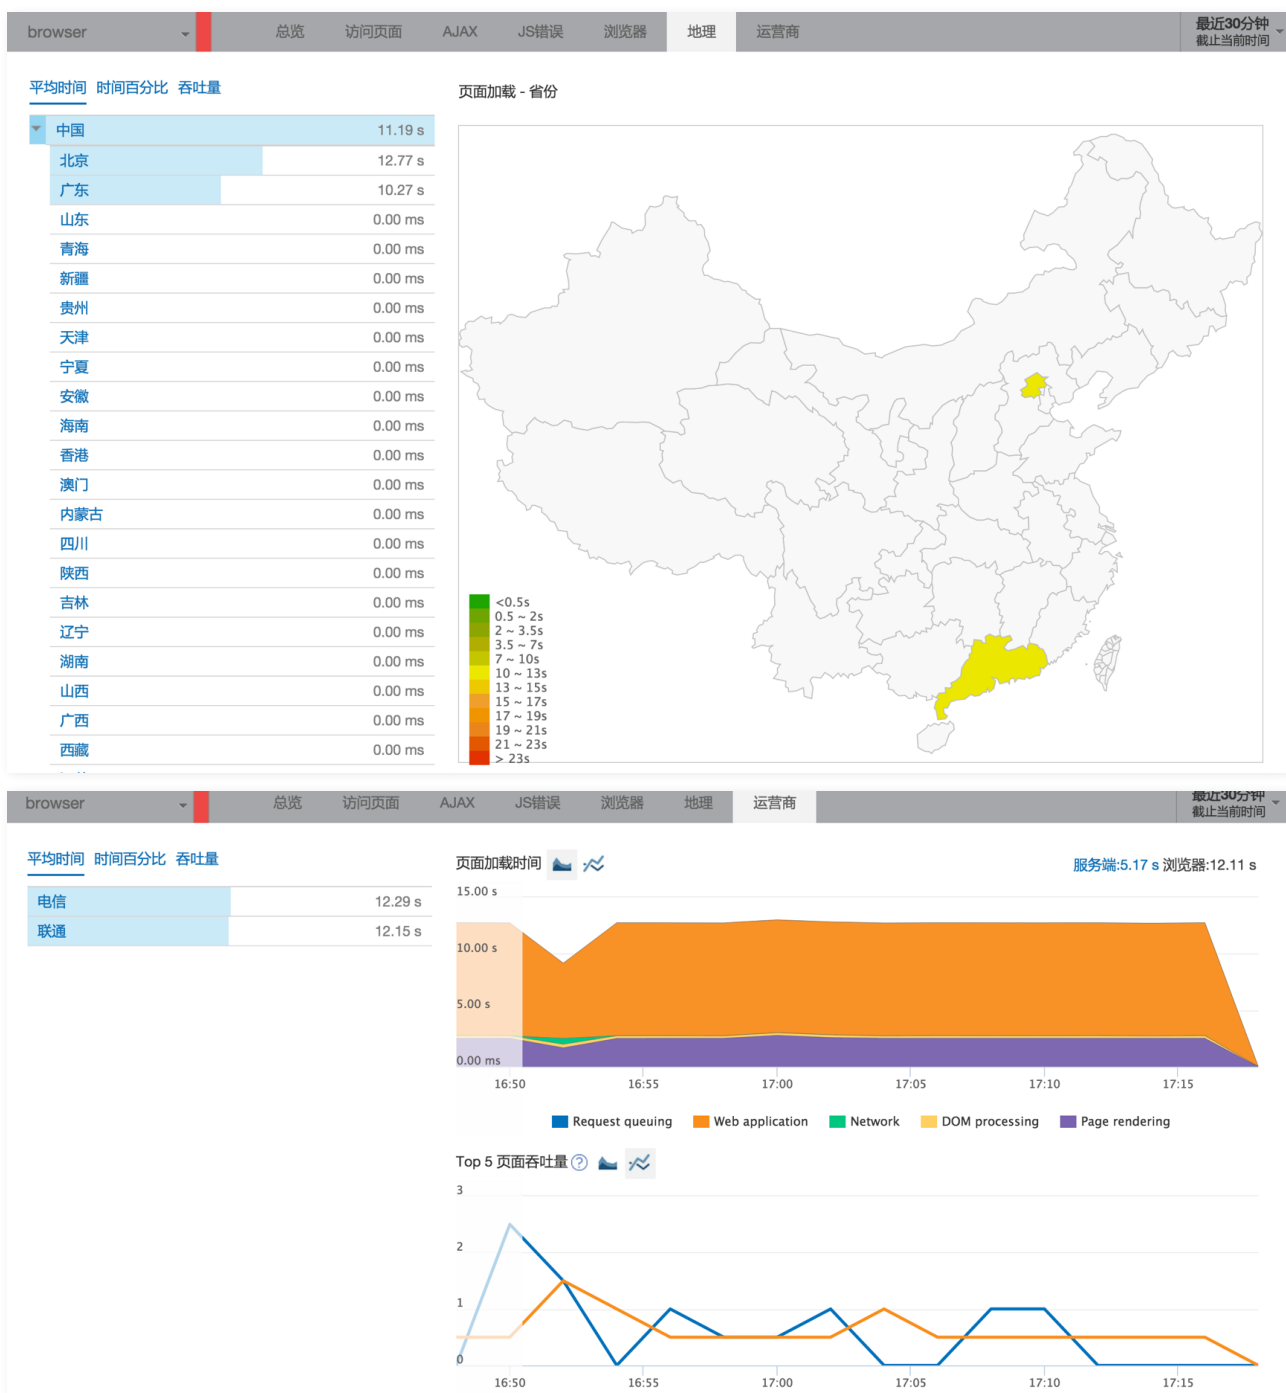 browser 总览 访问页面 AJAX JS错误 浏览器 地理 运营商 最近30分钟
截止当前时间
平均时间 时间百分比 吞吐量
页面加载 - 省份
中国 11.19 s
北京 12.77 s
广东 10.27 s
山东 0.00 ms
青海 0.00 ms
新疆 0.00 ms
贵州 0.00 ms
天津 0.00 ms
宁夏 0.00 ms
安徽 0.00 ms
海南 0.00 ms
香港 0.00 ms
澳门 0.00 ms
内蒙古 0.00 ms
四川 0.00 ms
陕西 0.00 ms
吉林 0.00 ms
辽宁 0.00 ms
湖南 0.00 ms
山西 0.00 ms
广西 0.00 ms
西藏 0.00 ms
<0.5s
0.5 ~ 2s
2 ~ 3.5s
3.5 ~ 7s
7 ~ 10s
10 ~ 13s
13 ~ 15s
15 ~ 17s
17 ~ 19s
19 ~ 21s
21 ~ 23s
> 23s
browser 总览 访问页面 AJAX JS错误 浏览器 地理 运营商 最近30分钟
截止当前时间
平均时间 时间百分比 吞吐量
电信 12.29 s
联通 12.15 s
页面加载时间 服务端:5.17 s 浏览器:12.11 s
15.00 s
10.00 s
5.00 s
0.00 ms
16:50 16:55 17:00 17:05 17:10 17:15
Request queuing Web application Network DOM processing Page rendering
Top 5 页面吞吐量 ?
3
2
1
0
16:50 16:55 17:00 17:05 17:10 17:15